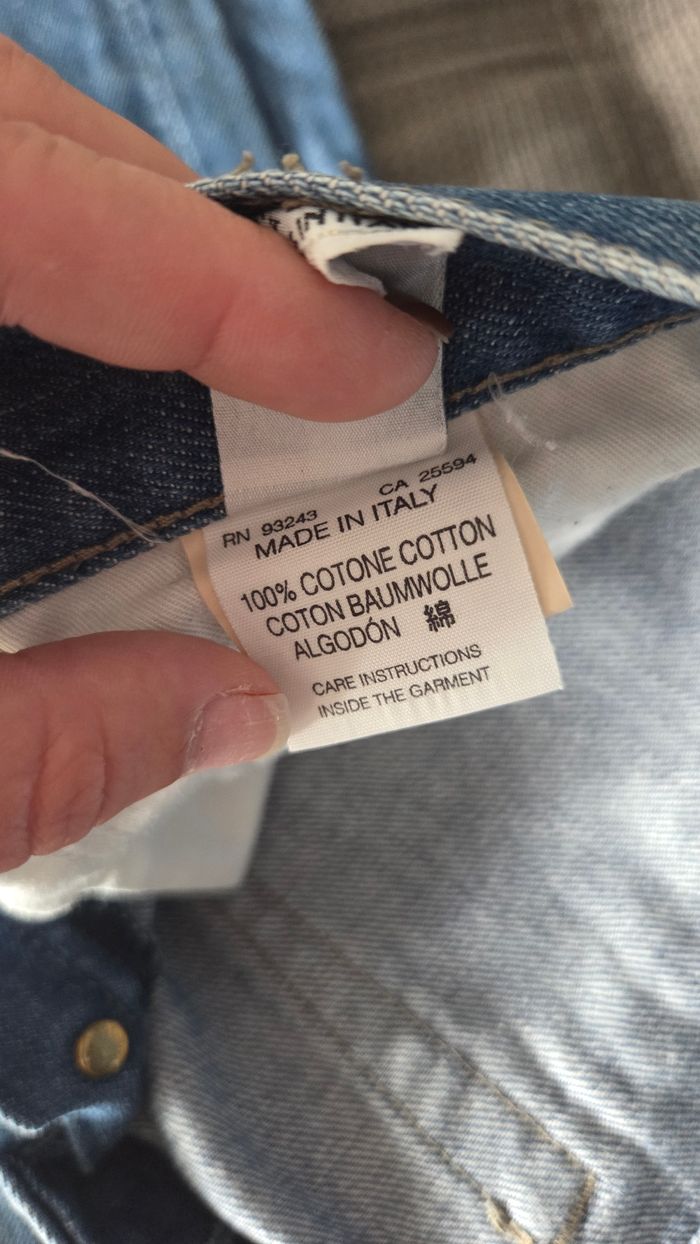 RN 93243 CA 25594
MADE IN ITALY
100% COTONE COTTON
COTON BAUMWOLLE
ALGODÓN 綿
CARE INSTRUCTIONS
INSIDE THE GARMENT